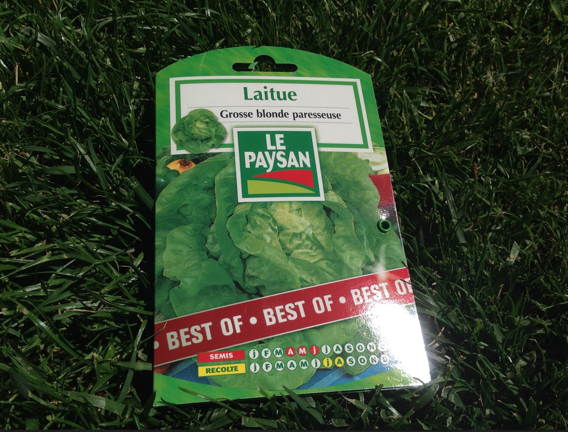 Laitue
Grosse blonde paresseuse
LE
PAYSAN
• BEST OF • BEST OF • BEST OF
SEMIS J F M A M J J A S O N D
RECOLTE J F M A M J J A S O N D